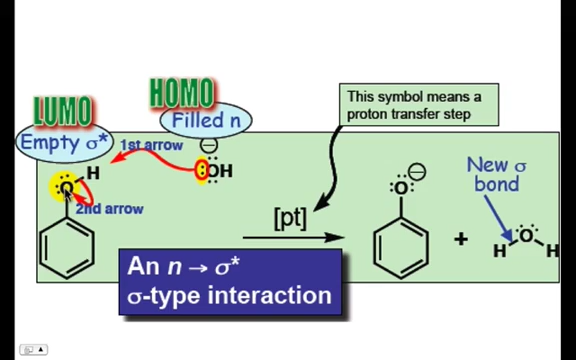 HOMO
LUMO
Filled n
Empty σ*
1st arrow
⊖
:OH
H
:O:
2nd arrow
This symbol means a
proton transfer step
[pt]
An n → σ*
σ-type interaction
⊖
:O:
+
New σ
bond
H O H